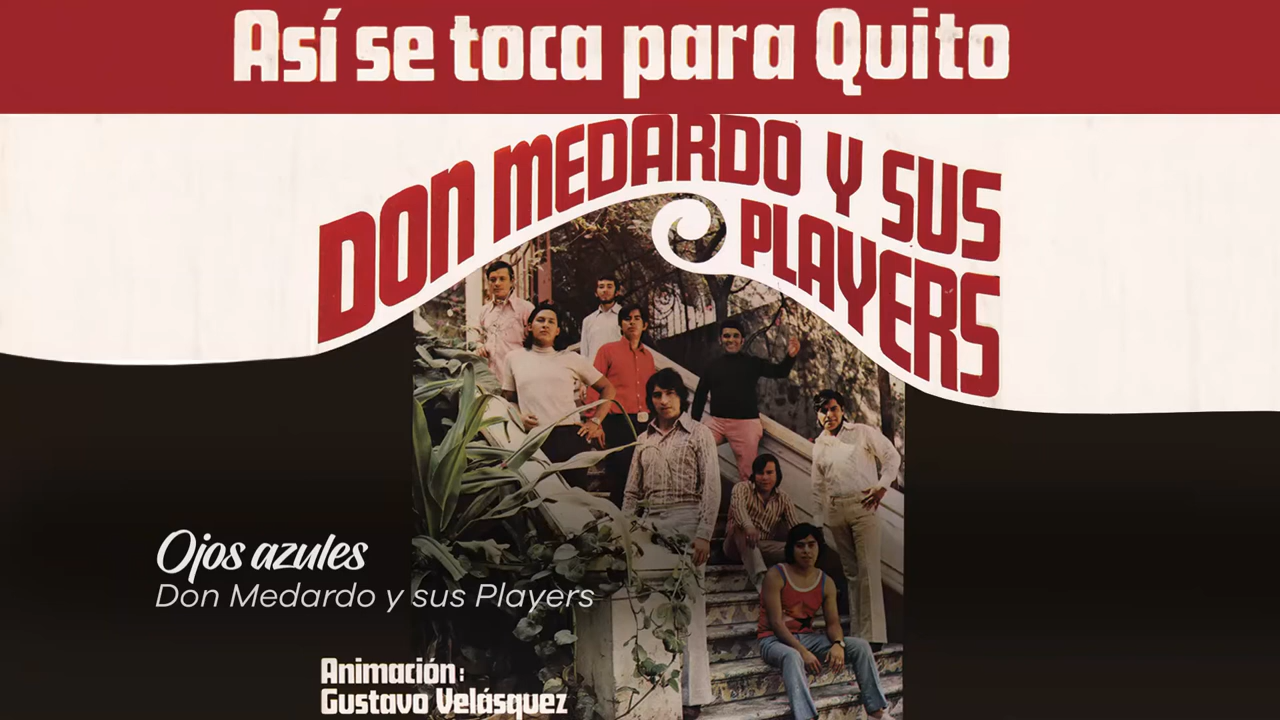 Así se toca para Quito
DON MEDARDO Y SUS
PLAYERS
Ojos azules
Don Medardo y sus Players
Animación:
Gustavo Velásquez